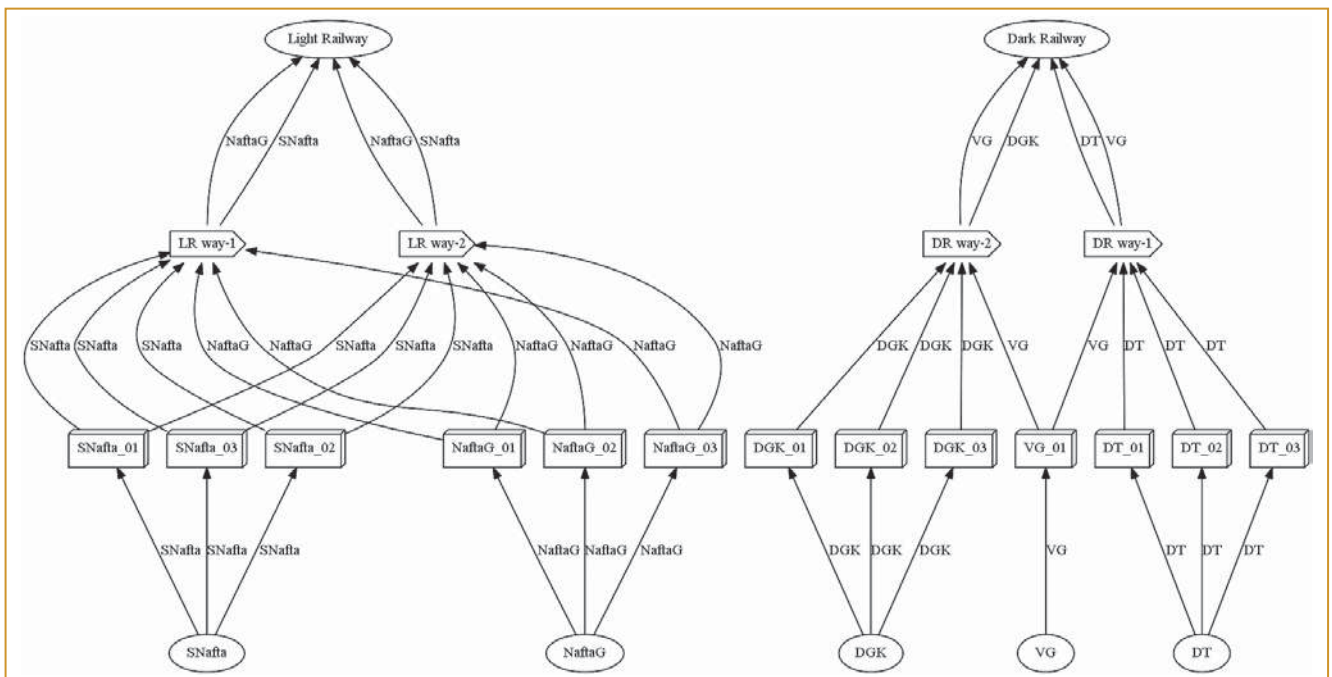 Light Railway Dark Railway
NaftaG SNafta NaftaG SNafta VG DGK DT VG
LR way-1 LR way-2 DR way-2 DR way-1
SNafta SNafta SNafta NaftaG NaftaG SNafta SNafta SNafta NaftaG NaftaG NaftaG NaftaG DGK DGK DGK VG VG DT DT DT
SNafta_01 SNafta_03 SNafta_02 NaftaG_01 NaftaG_02 NaftaG_03 DGK_01 DGK_02 DGK_03 VG_01 DT_01 DT_02 DT_03
SNafta SNafta SNafta NaftaG NaftaG NaftaG DGK DGK DGK VG DT DT DT
SNafta NaftaG DGK VG DT